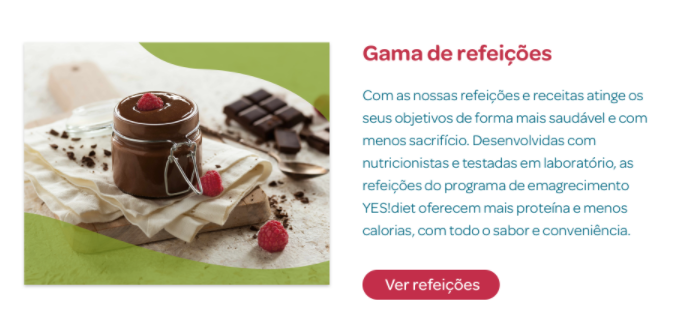 Gama de refeições
Com as nossas refeições e receitas atinge os
seus objetivos de forma mais saudável e com
menos sacrifício. Desenvolvidas com
nutricionistas e testadas em laboratório, as
refeições do programa de emagrecimento
YES!diet oferecem mais proteína e menos
calorias, com todo o sabor e conveniência.
Ver refeições